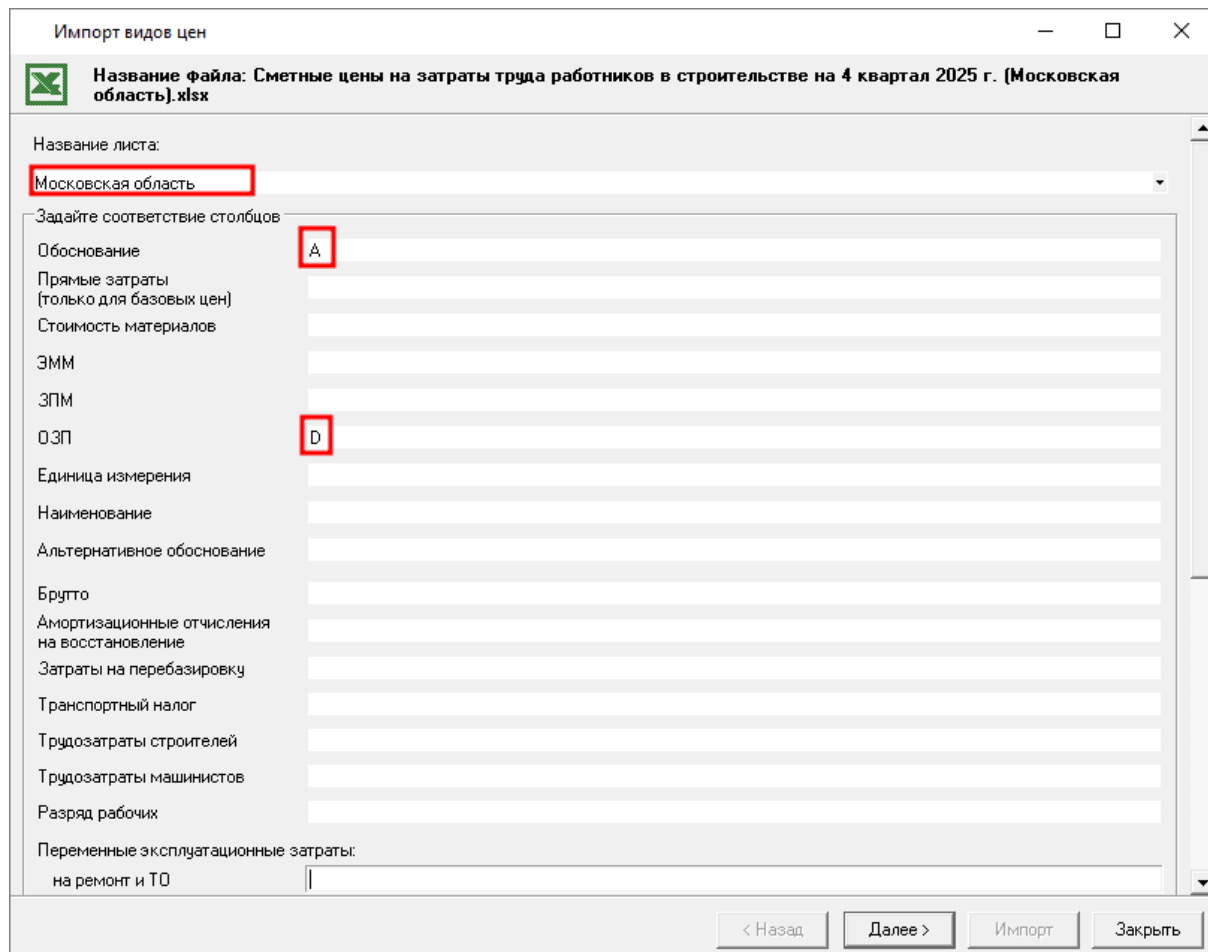 Импорт видов цен
Название файла: Сметные цены на затраты труда работников в строительстве на 4 квартал 2025 г. (Московская
область).xlsx
Название листа:
Московская область
Задайте соответствие столбцов
Обоснование
A
Прямые затраты
(только для базовых цен)
Стоимость материалов
ЭММ
ЗПМ
ОЗП
D
Единица измерения
Наименование
Альтернативное обоснование
Брутто
Амортизационные отчисления
на восстановление
Затраты на перебазировку
Транспортный налог
Трудозатраты строителей
Трудозатраты машинистов
Разряд рабочих
Переменные эксплуатационные затраты:
на ремонт и ТО
< Назад
Далее >
Импорт
Закрыть